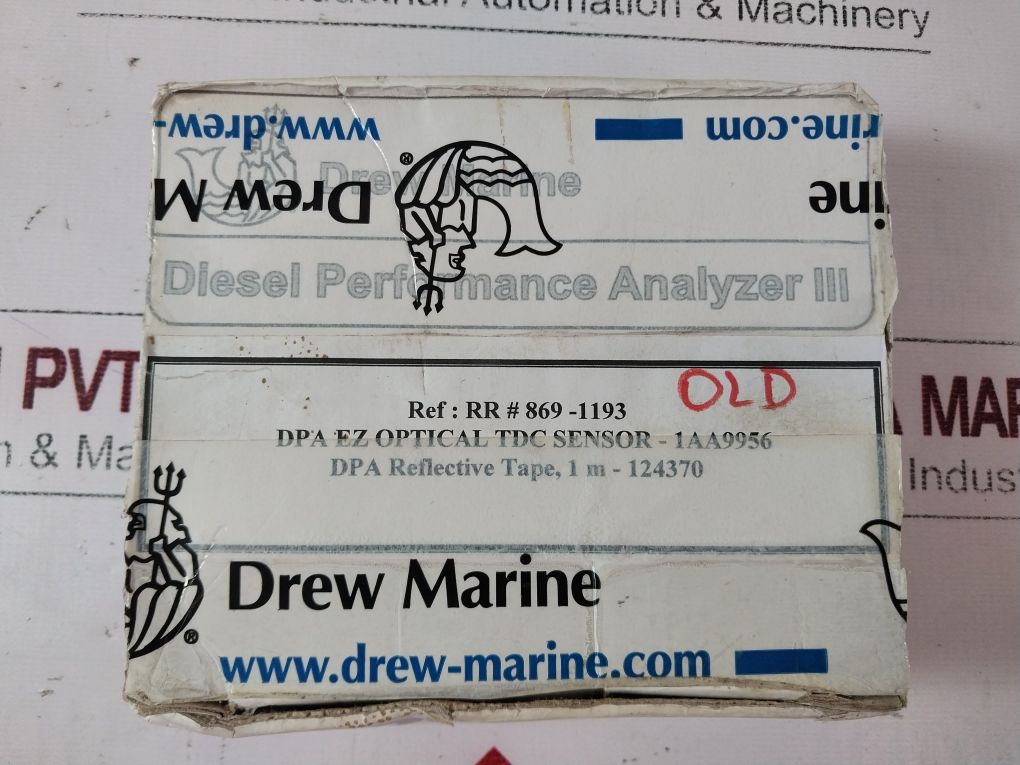 Industrial Automation & Machinery
www.drew-
rine.com
Drew Marine
Drew M
ine
®
Diesel Performance Analyzer III
PVT
MAR
OLD
Ref : RR # 869 -1193
DPA EZ OPTICAL TDC SENSOR - 1AA9956
DPA Reflective Tape, 1 m - 124370
n & Ma
Indus
Drew Marine
®
www.drew-marine.com